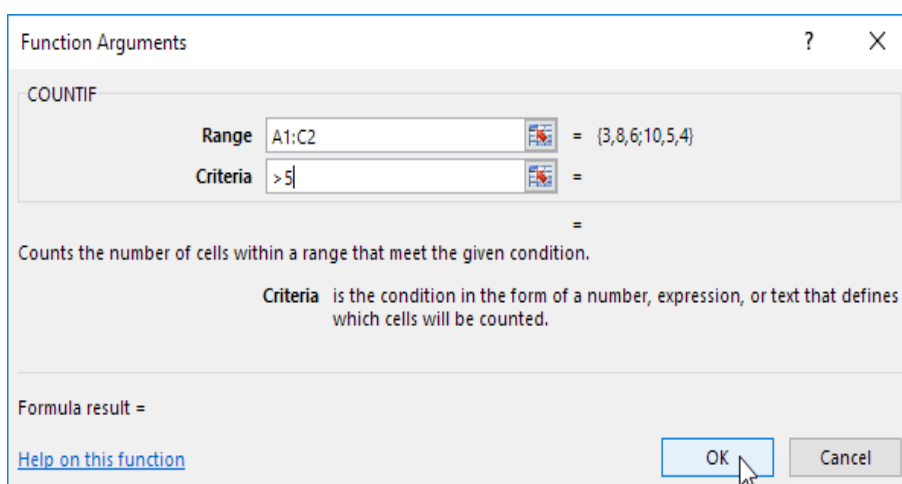 Function Arguments ? X
COUNTIF
Range A1:C2 = {3,8,6;10,5,4}
Criteria >5 =
=
Counts the number of cells within a range that meet the given condition.
Criteria is the condition in the form of a number, expression, or text that defines
which cells will be counted.
Formula result =
Help on this function OK Cancel